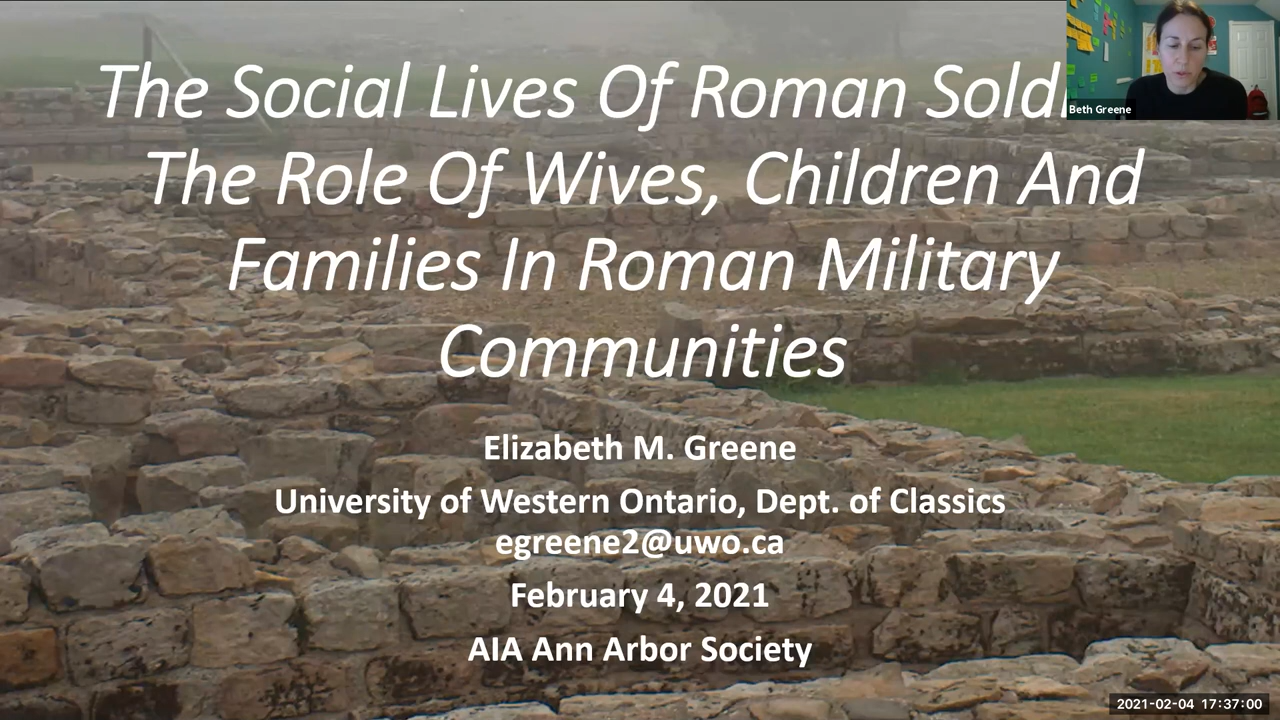 The Social Lives Of Roman
The Role Of Wives, Children And
Families In Roman Military
Communities
Elizabeth M. Greene
University of Western Ontario, Dept. of Classics
egreene2@uwo.ca
February 4, 2021
AIA Ann Arbor Society
Beth Greene
2021-02-04 17:37:00